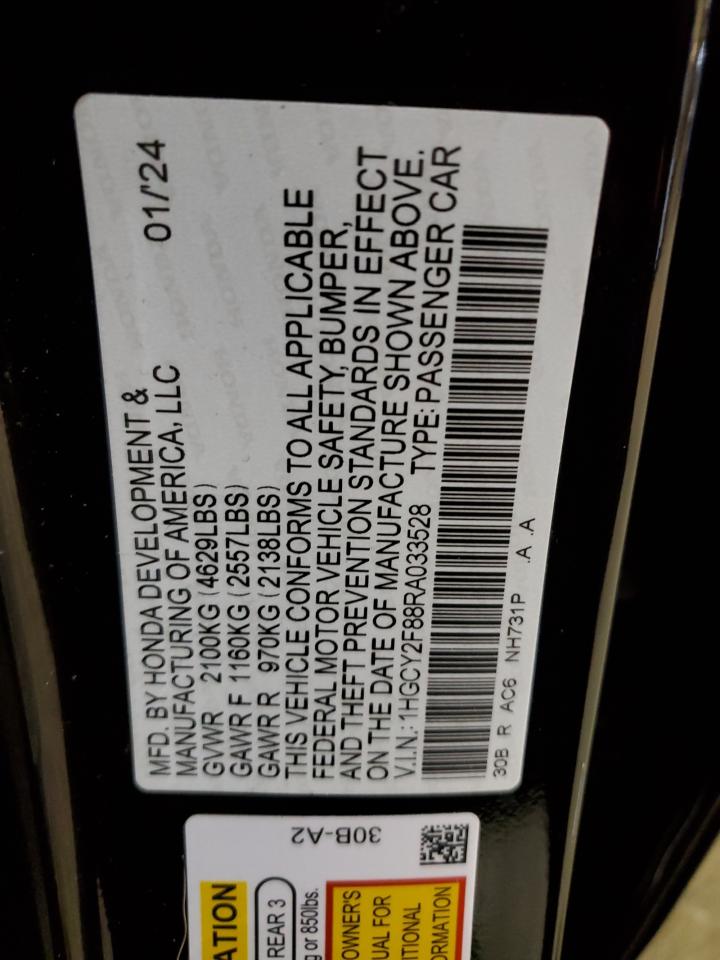 MFD. BY HONDA DEVELOPMENT &
MANUFACTURING OF AMERICA, LLC 01/'24
GVWR 2100KG (4629LBS)
GAWR F 1160KG (2557LBS)
GAWR R 970KG (2138LBS)
THIS VEHICLE CONFORMS TO ALL APPLICABLE
FEDERAL MOTOR VEHICLE SAFETY, BUMPER,
AND THEFT PREVENTION STANDARDS IN EFFECT
ON THE DATE OF MANUFACTURE SHOWN ABOVE.
V.I.N.: 1HGCY2F88RA033528 TYPE: PASSENGER CAR
30B R AC6 NH731P .A .A
30B-A2
ATION
REAR 3
g or 850lbs.
OWNER'S
UAL FOR
ITIONAL
ORMATION